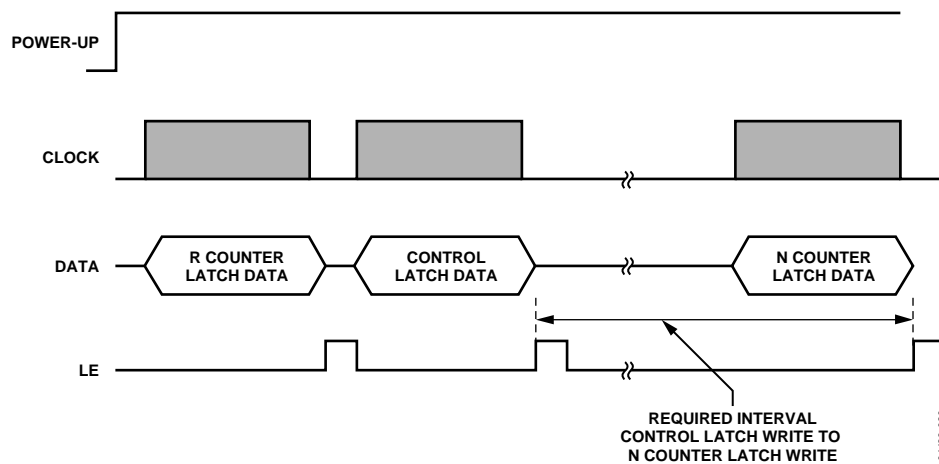 POWER-UP
CLOCK
DATA
R COUNTER
LATCH DATA
CONTROL
LATCH DATA
N COUNTER
LATCH DATA
LE
REQUIRED INTERVAL
CONTROL LATCH WRITE TO
N COUNTER LATCH WRITE